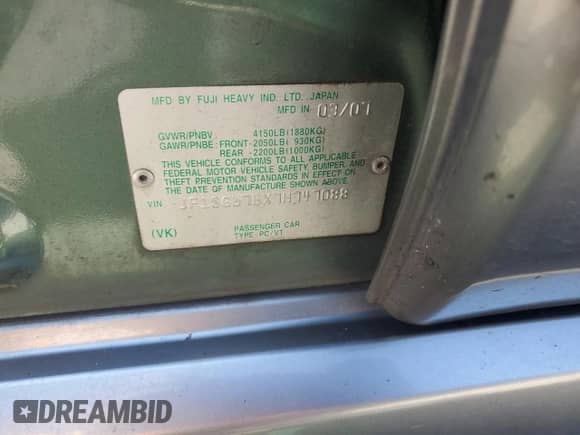 MFD BY FUJI HEAVY IND. LTD. JAPAN
MFD IN 03/07
GVWR/PNBV : 4150LB(1880KG)
GAWR/PNBE : FRONT-2050LB( 930KG)
REAR -2200LB(1000KG)
THIS VEHICLE CONFORMS TO ALL APPLICABLE
FEDERAL MOTOR VEHICLE SAFETY, BUMPER, AND
THEFT PREVENTION STANDARDS IN EFFECT ON
THE DATE OF MANUFACTURE SHOWN ABOVE.
VIN
(VK) PASSENGER CAR
TYPE: PC/VT
DREAMBID